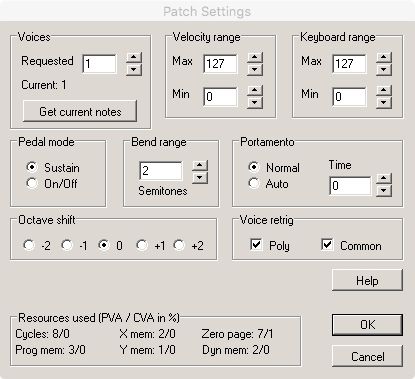 Patch Settings
Voices
Requested 1
Current: 1
Get current notes
Velocity range
Max 127
Min 0
Keyboard range
Max 127
Min 0
Pedal mode
Sustain
On/Off
Bend range
2
Semitones
Portamento
Normal
Auto
Time
0
Octave shift
-2 -1 0 +1 +2
Voice retrig
Poly Common
Help
Resources used (PVA / CVA in %)
Cycles: 8/0 X mem: 2/0 Zero page: 7/1
Prog mem: 3/0 Y mem: 1/0 Dyn mem: 2/0
OK
Cancel